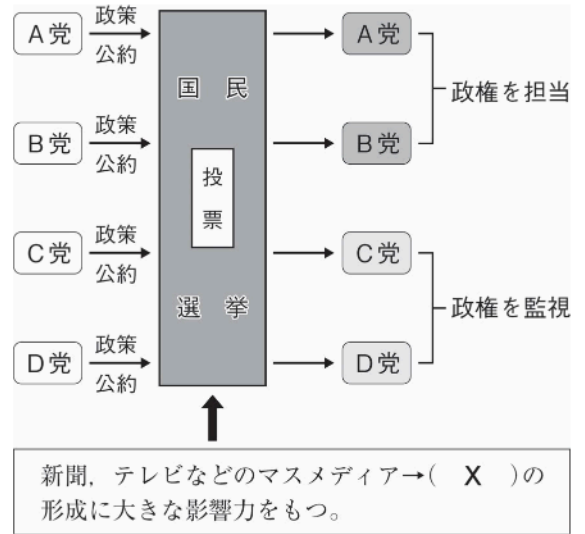 A党
政策
公約
A党
B党
政策
公約
B党
政権を担当
C党
政策
公約
C党
D党
政策
公約
D党
政権を監視
国民
投票
選挙
新聞，テレビなどのマスメディア→(　X　)の
形成に大きな影響力をもつ。